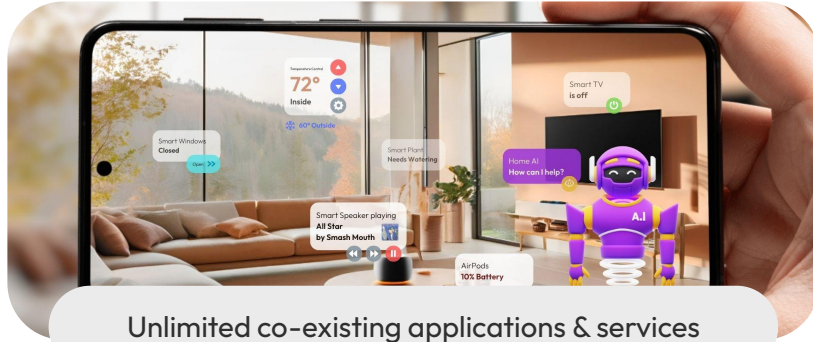 Temperature Control
72°
Inside
60° Outside
Smart TV
is off
Smart Windows
Closed
Open
Smart Plant
Needs Watering
Home AI
How can I help?
A.I
Smart Speaker playing
All Star
by Smash Mouth
AirPods
10% Battery
Unlimited co-existing applications & services